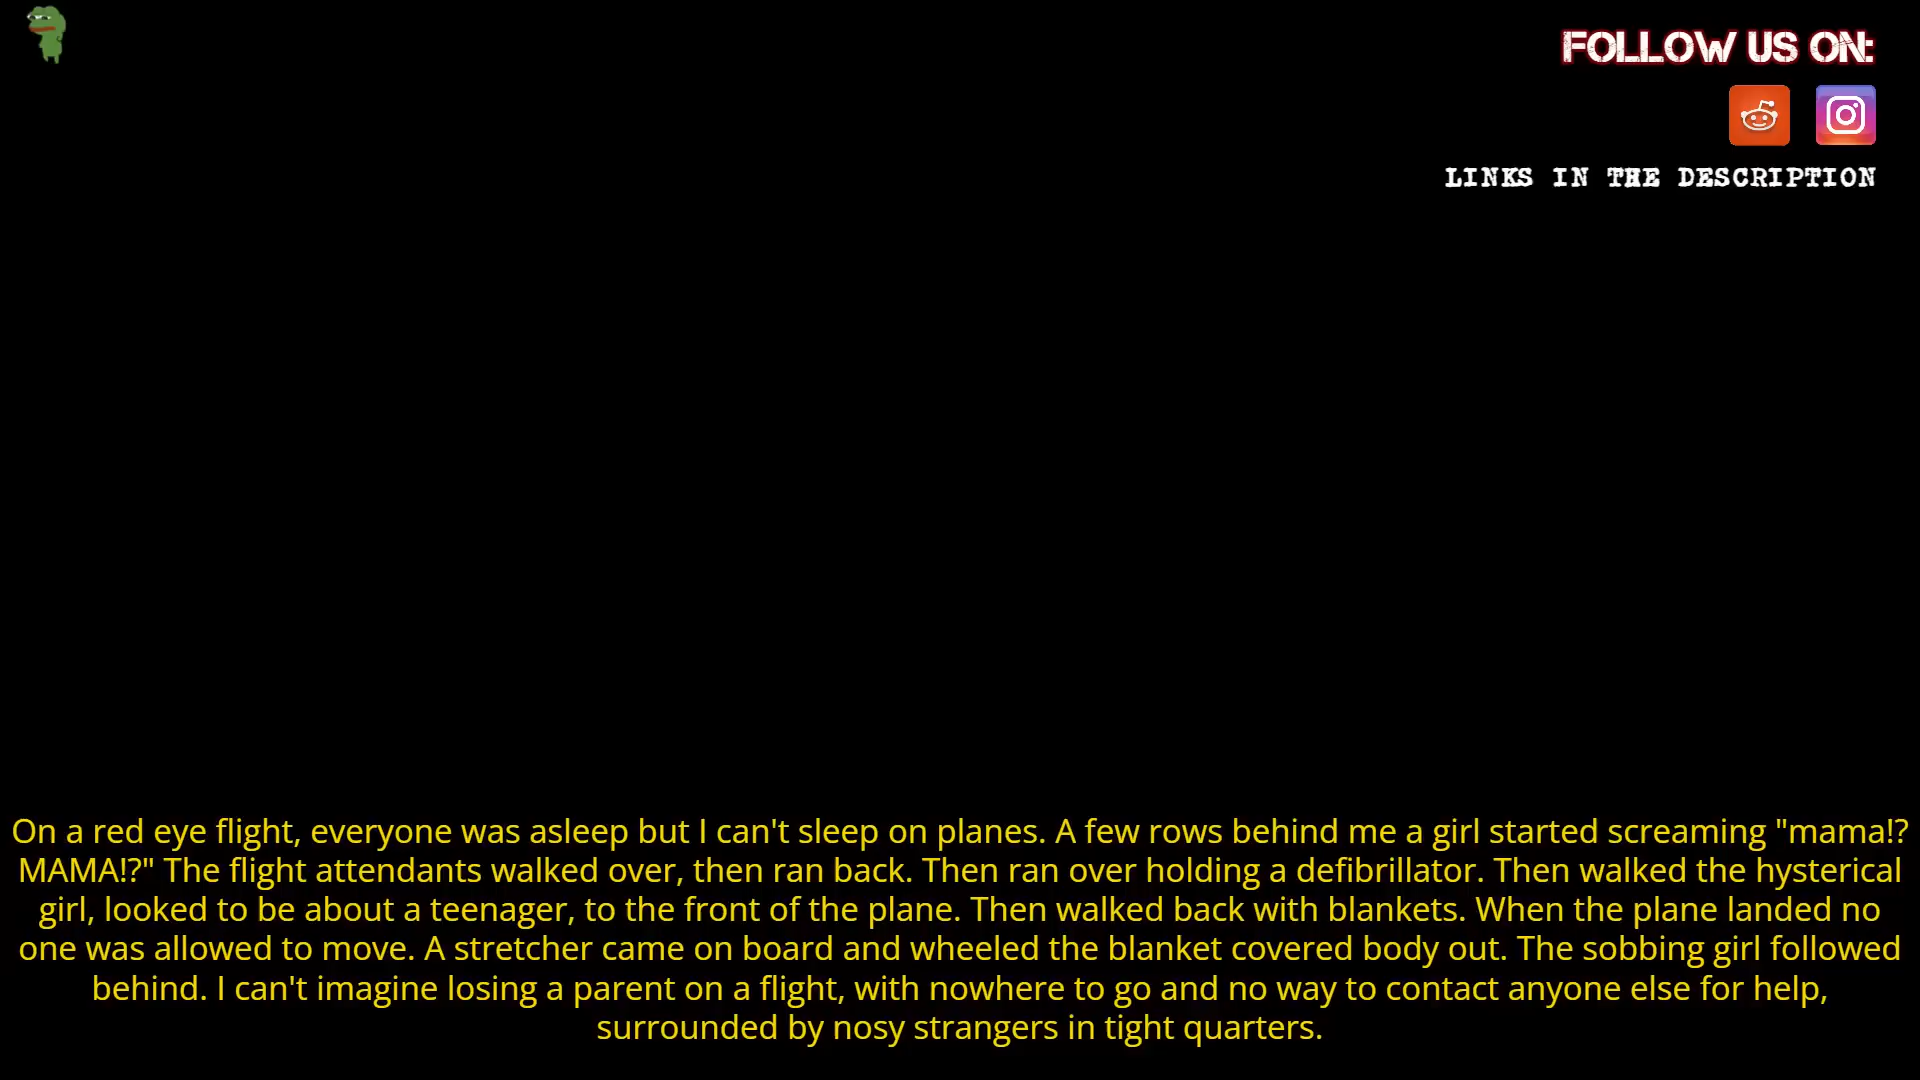 FOLLOW US ON:
LINKS IN THE DESCRIPTION
On a red eye flight, everyone was asleep but I can't sleep on planes. A few rows behind me a girl started screaming "mama!?
MAMA!?" The flight attendants walked over, then ran back. Then ran over holding a defibrillator. Then walked the hysterical
girl, looked to be about a teenager, to the front of the plane. Then walked back with blankets. When the plane landed no
one was allowed to move. A stretcher came on board and wheeled the blanket covered body out. The sobbing girl followed
behind. I can't imagine losing a parent on a flight, with nowhere to go and no way to contact anyone else for help,
surrounded by nosy strangers in tight quarters.